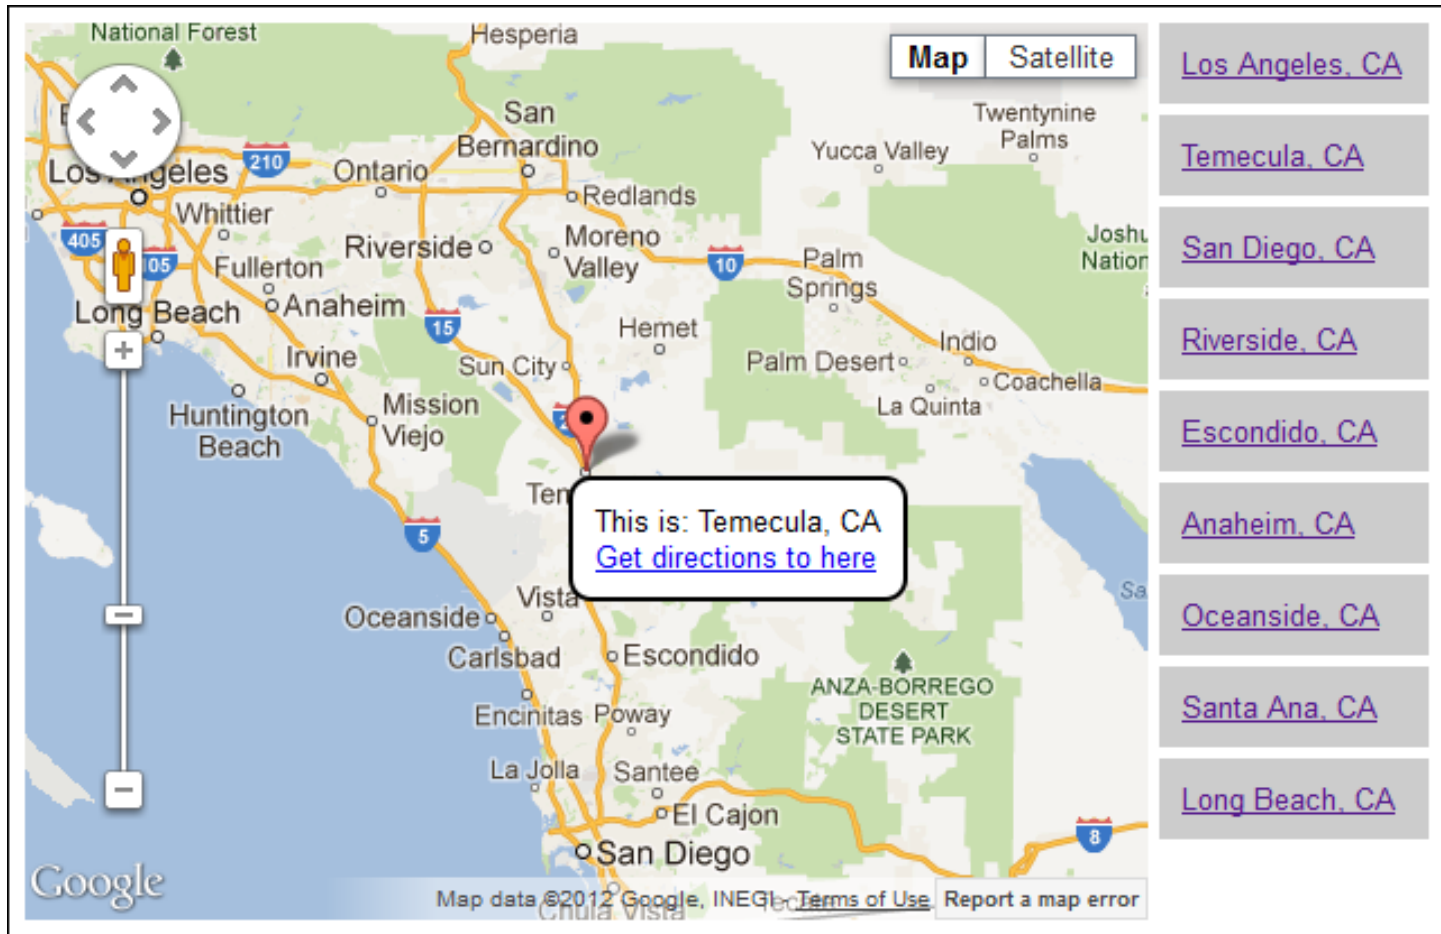 National Forest
Hesperia
Map
Satellite
Twentynine
Palms
San
Bernardino
Yucca Valley
210
Los Angeles
Ontario
Redlands
Whittier
405
105
Riverside
Moreno
Valley
Fullerton
10
Palm
Springs
Long Beach
Anaheim
15
Hemet
Irvine
Sun City
Indio
Palm Desert
Coachella
La Quinta
Huntington
Beach
Mission
Viejo
This is: Temecula, CA
Get directions to here
5
Vista
Oceanside
Carlsbad
Escondido
ANZA-BORREGO
DESERT
STATE PARK
Encinitas
Poway
La Jolla
Santee
El Cajon
8
San Diego
Google
Chula Vista
Map data ©2012 Google, INEGI - Terms of Use
Report a map error
Los Angeles, CA
Temecula, CA
San Diego, CA
Riverside, CA
Escondido, CA
Anaheim, CA
Oceanside, CA
Santa Ana, CA
Long Beach, CA